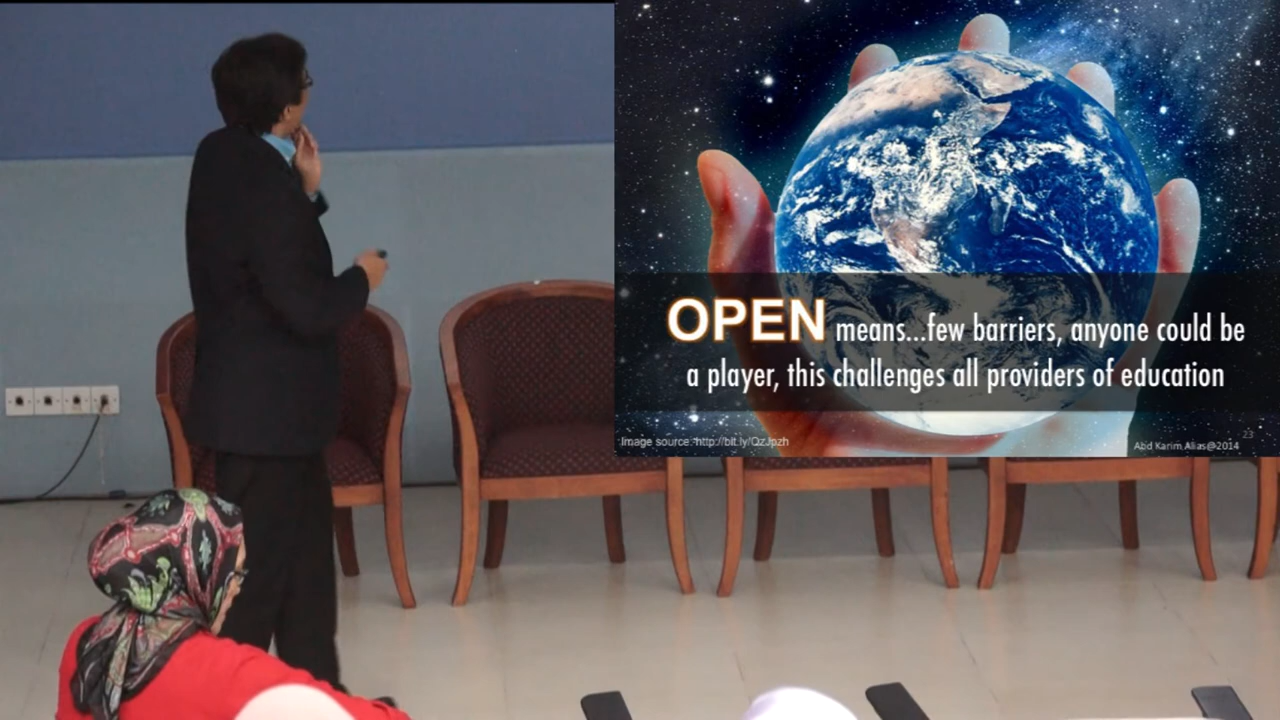 OPEN means...few barriers, anyone could be
a player, this challenges all providers of education
23
Image source: http://bit.ly/QzJpzh
Abd Karim Alias@2014